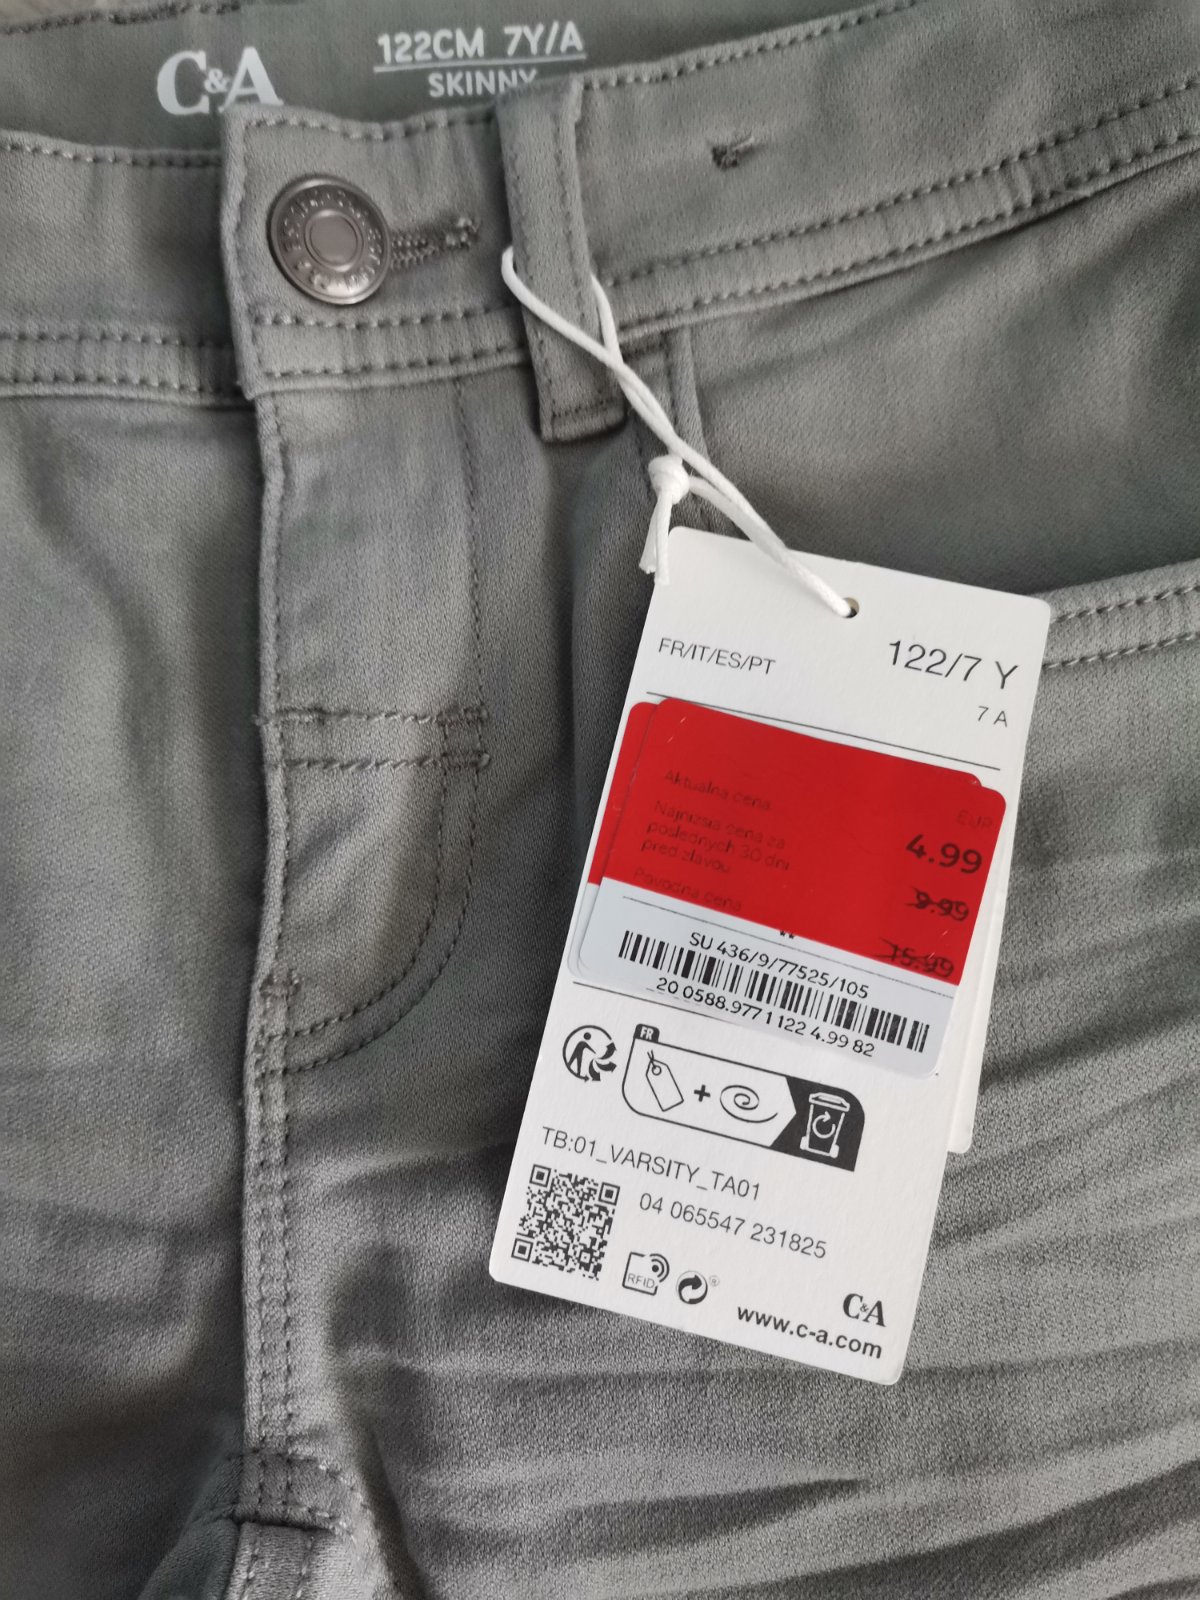 C&A
122CM 7Y/A
SKINNY
FR/IT/ES/PT
122/7 Y
7 A
Aktuálna cena
EUR
4.99
Najnižšia cena za
posledných 30 dní
pred zľavou
9.99
Pôvodná cena
15.99
SU 436/9/77525/105
20 0588.977 1 122 4.99 82
FR
TB:01_VARSITY_TA01
04 065547 231825
RFID
C&A
www.c-a.com